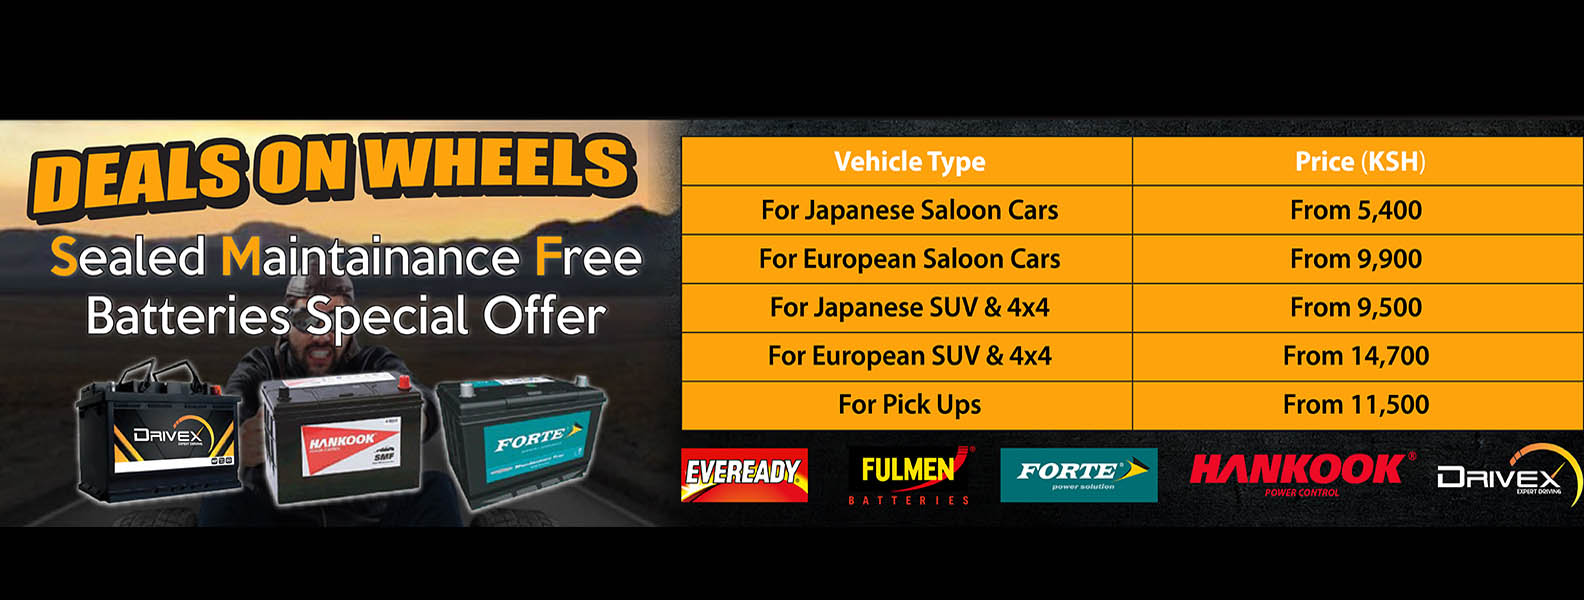 DEALS ON WHEELS
Sealed Maintainance Free
Batteries Special Offer
DRIVEX
EXPERT DRIVING
HANKOOK
SMF
FORTE
Vehicle Type Price (KSH)
For Japanese Saloon Cars From 5,400
For European Saloon Cars From 9,900
For Japanese SUV & 4x4 From 9,500
For European SUV & 4x4 From 14,700
For Pick Ups From 11,500
EVEREADY
FULMEN
BATTERIES
FORTE
power solution
HANKOOK®
POWER CONTROL
DRIVEX
EXPERT DRIVING